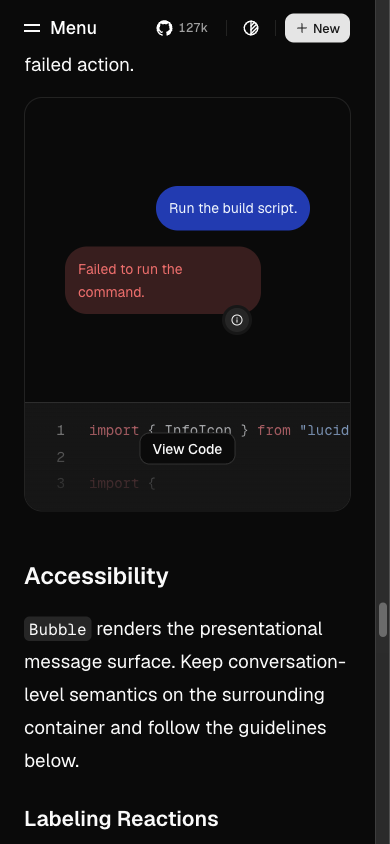 Menu
127k
+ New
failed action.
Run the build script.
Failed to run the
command.
1 import { InfoIcon } from "lucid
View Code
2
3 import {
Accessibility
Bubble renders the presentational
message surface. Keep conversation-
level semantics on the surrounding
container and follow the guidelines
below.
Labeling Reactions